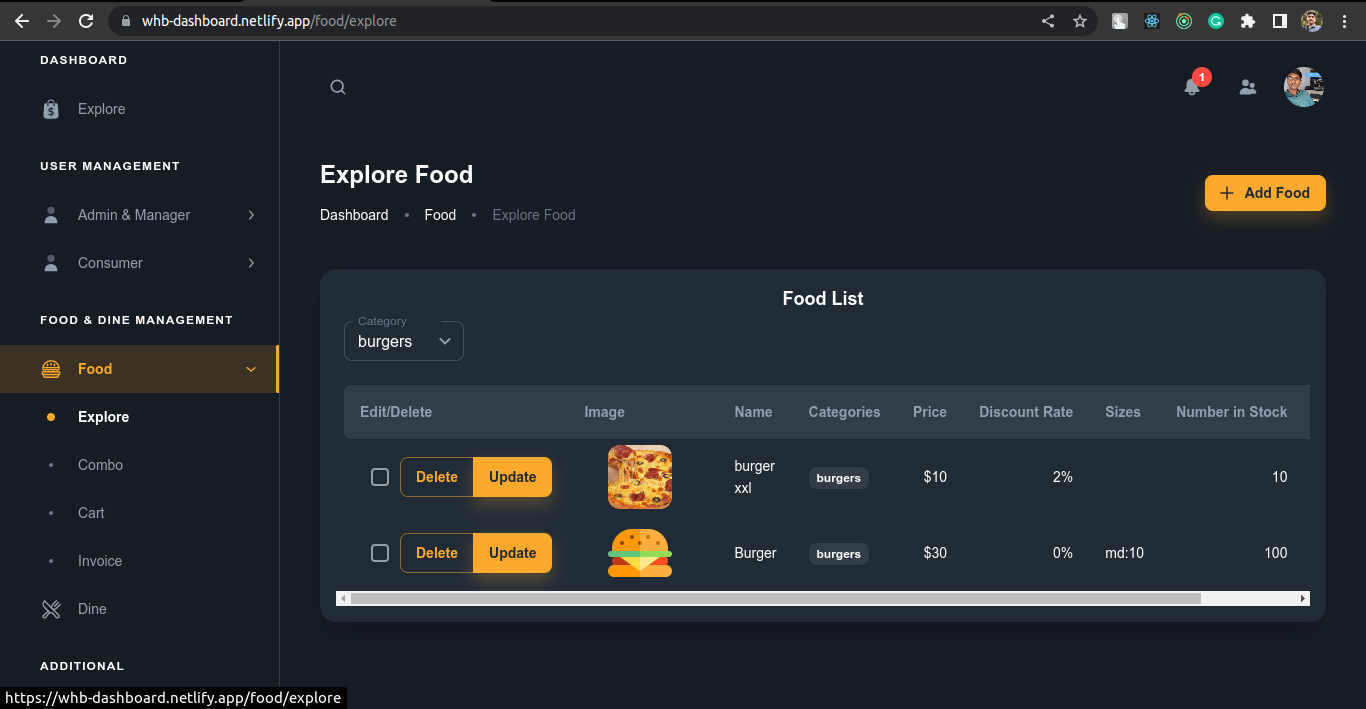 whb-dashboard.netlify.app/food/explore
DASHBOARD
Explore
USER MANAGEMENT
Admin & Manager
Consumer
FOOD & DINE MANAGEMENT
Food
Explore
Combo
Cart
Invoice
Dine
ADDITIONAL
https://whb-dashboard.netlify.app/food/explore
1
Explore Food
Dashboard • Food • Explore Food
+ Add Food
Food List
Category
burgers
Edit/Delete Image Name Categories Price Discount Rate Sizes Number in Stock
Delete Update burger xxl burgers $10 2% 10
Delete Update Burger burgers $30 0% md:10 100